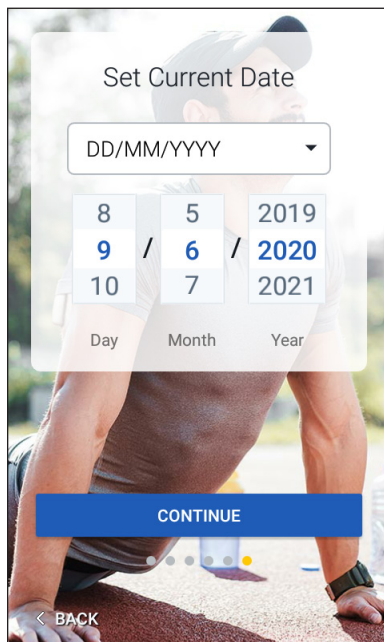 Set Current Date
DD/MM/YYYY
8 5 2019
9 / 6 / 2020
10 7 2021
Day Month Year
CONTINUE
< BACK